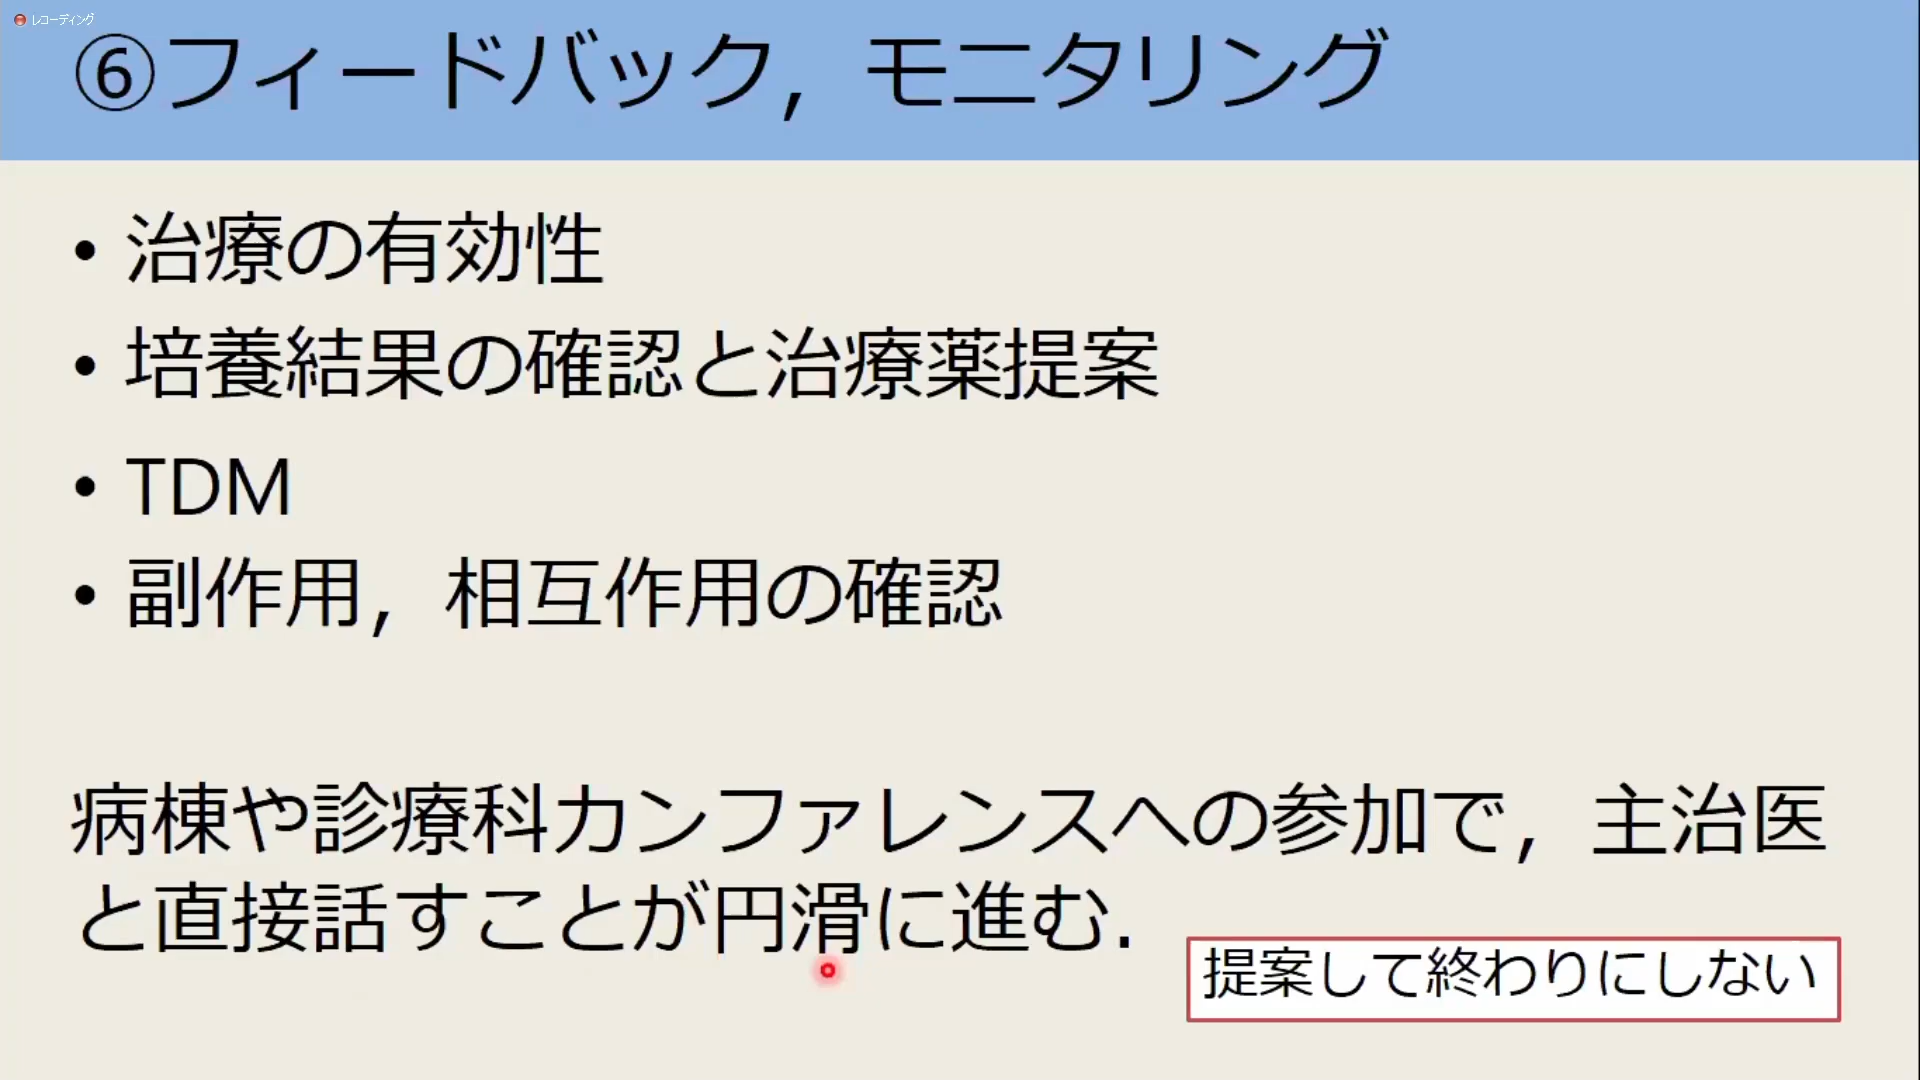 レコーディング
⑥フィードバック，モニタリング
• 治療の有効性
• 培養結果の確認と治療薬提案
• TDM
• 副作用，相互作用の確認
病棟や診療科カンファレンスへの参加で，主治医
と直接話すことが円滑に進む．
提案して終わりにしない